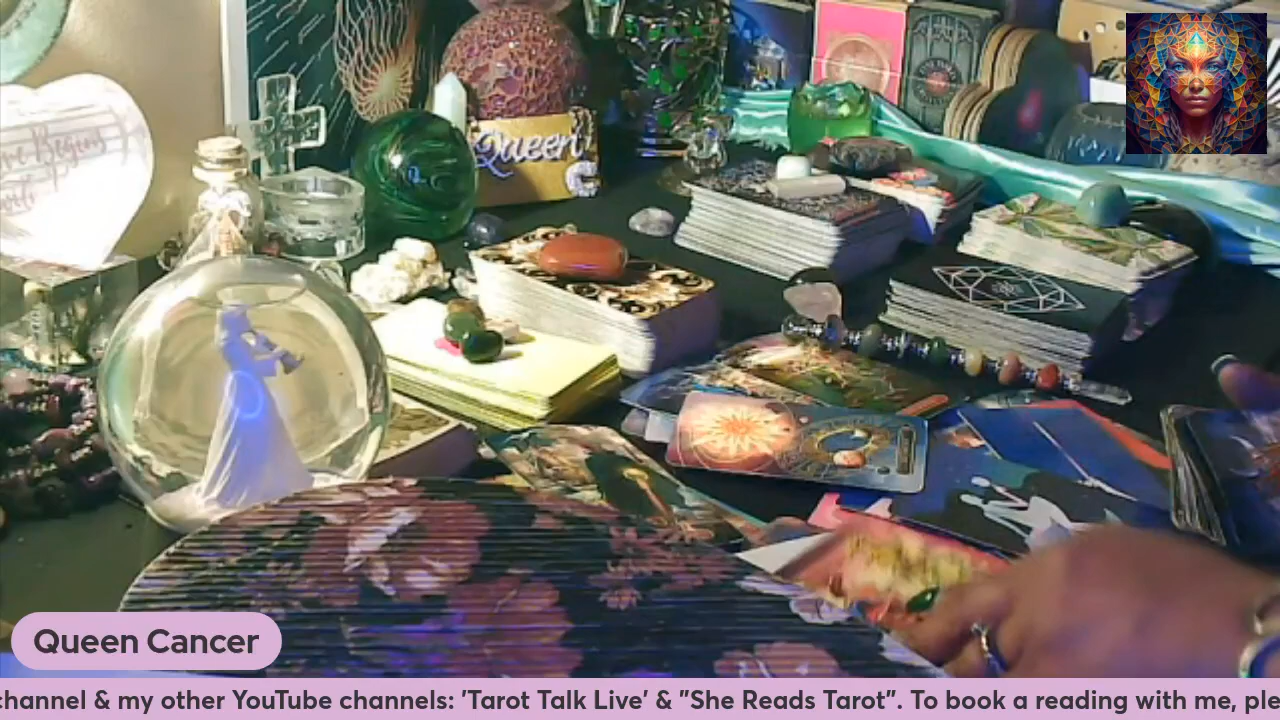 Begins
Queen
Queen Cancer
channel & my other YouTube channels: 'Tarot Talk Live' & "She Reads Tarot". To book a reading with me, ple